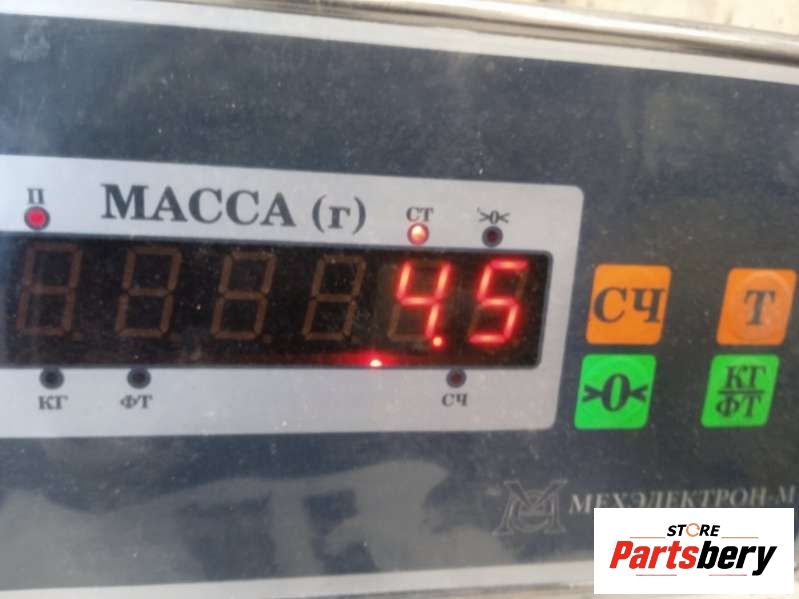 П МАССА (г) СТ >0<
4.5
КГ ФТ СЧ
СЧ Т
>0< КГ/ФТ
МЕХЭЛЕКТРОН-М
STORE
Partsbery